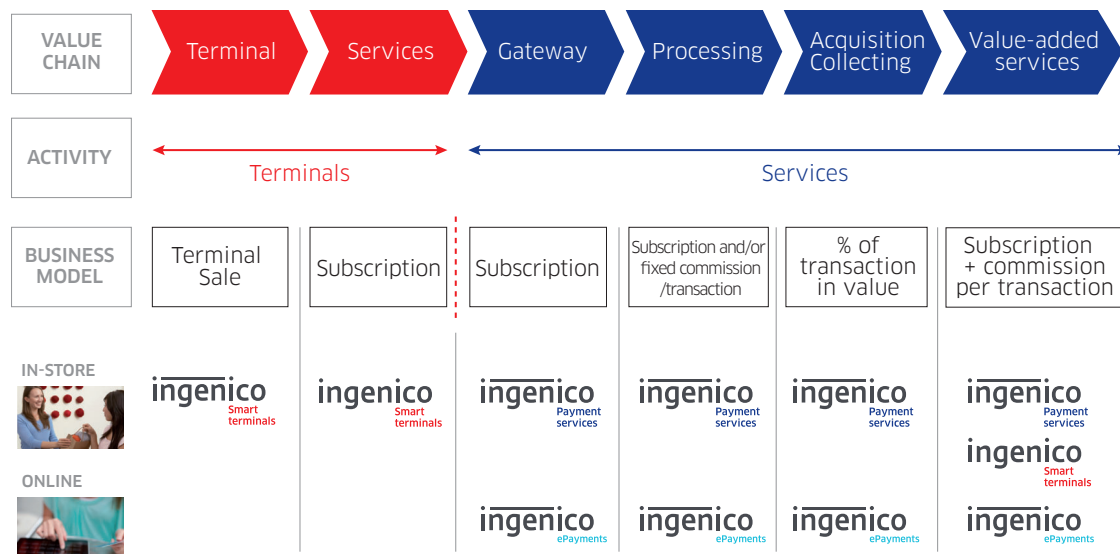 VALUE
CHAIN
Terminal
Services
Gateway
Processing
Acquisition
Collecting
Value-added
services
ACTIVITY
Terminals
Services
BUSINESS
MODEL
Terminal
Sale
Subscription
Subscription
Subscription and/or
fixed commission
/transaction
% of
transaction
in value
Subscription
+ commission
per transaction
IN-STORE
ingenico
Smart
terminals
ingenico
Smart
terminals
ingenico
Payment
services
ingenico
Payment
services
ingenico
Payment
services
ingenico
Payment
services
ingenico
Smart
terminals
ONLINE
ingenico
ePayments
ingenico
ePayments
ingenico
ePayments
ingenico
ePayments